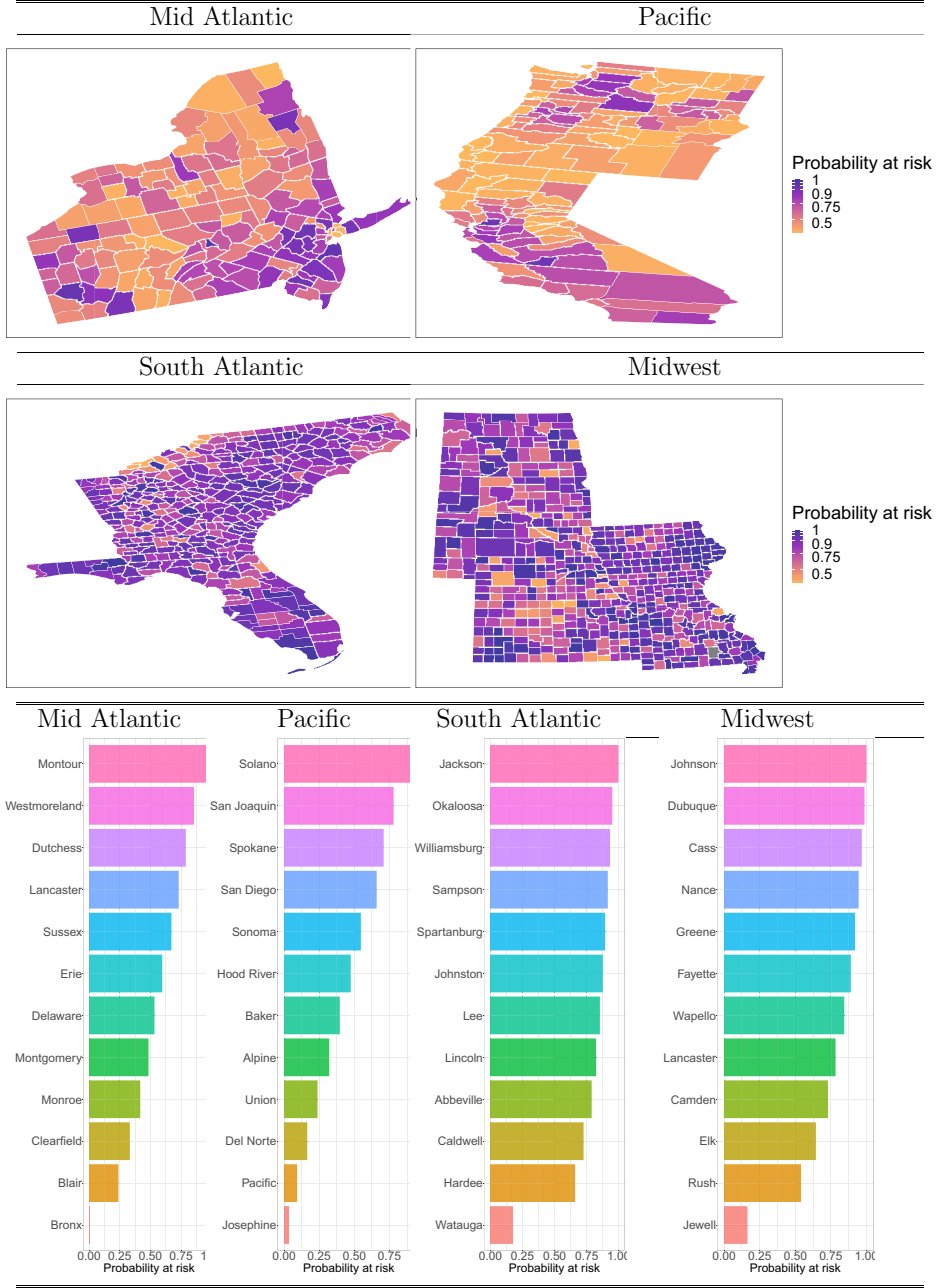 Mid Atlantic
Pacific
Probability at risk
1
0.9
0.75
0.5
South Atlantic
Midwest
Probability at risk
1
0.9
0.75
0.5
Mid Atlantic
Montour
Westmoreland
Dutchess
Lancaster
Sussex
Erie
Delaware
Montgomery
Monroe
Clearfield
Blair
Bronx
0.00 0.25 0.50 0.75 1
Probability at risk
Pacific
Solano
San Joaquin
Spokane
San Diego
Sonoma
Hood River
Baker
Alpine
Union
Del Norte
Pacific
Josephine
0.00 0.25 0.50 0.75
Probability at risk
South Atlantic
Jackson
Okaloosa
Williamsburg
Sampson
Spartanburg
Johnston
Lee
Lincoln
Abbeville
Caldwell
Hardee
Watauga
0.00 0.25 0.50 0.75 1.0
Probability at risk
Midwest
Johnson
Dubuque
Cass
Nance
Greene
Fayette
Wapello
Lancaster
Camden
Elk
Rush
Jewell
0.00 0.25 0.50 0.75 1.00
Probability at risk